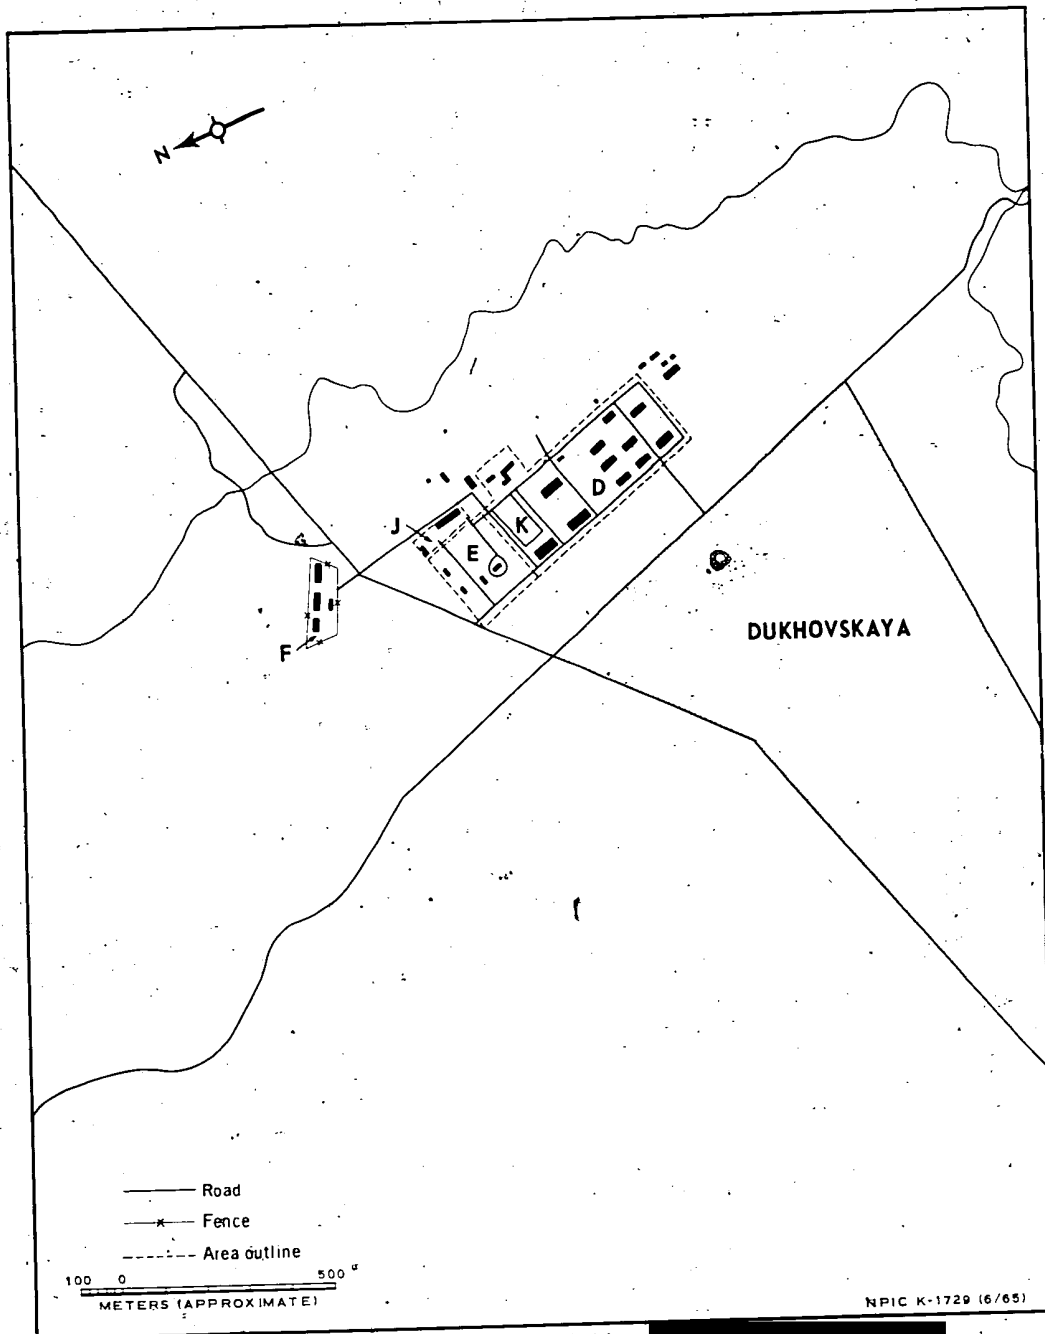 N
J
D
K
E
G
F
DUKHOVSKAYA
Road
Fence
Area outline
100 0 500
METERS (APPROXIMATE)
NPIC K-1729 (6/65)